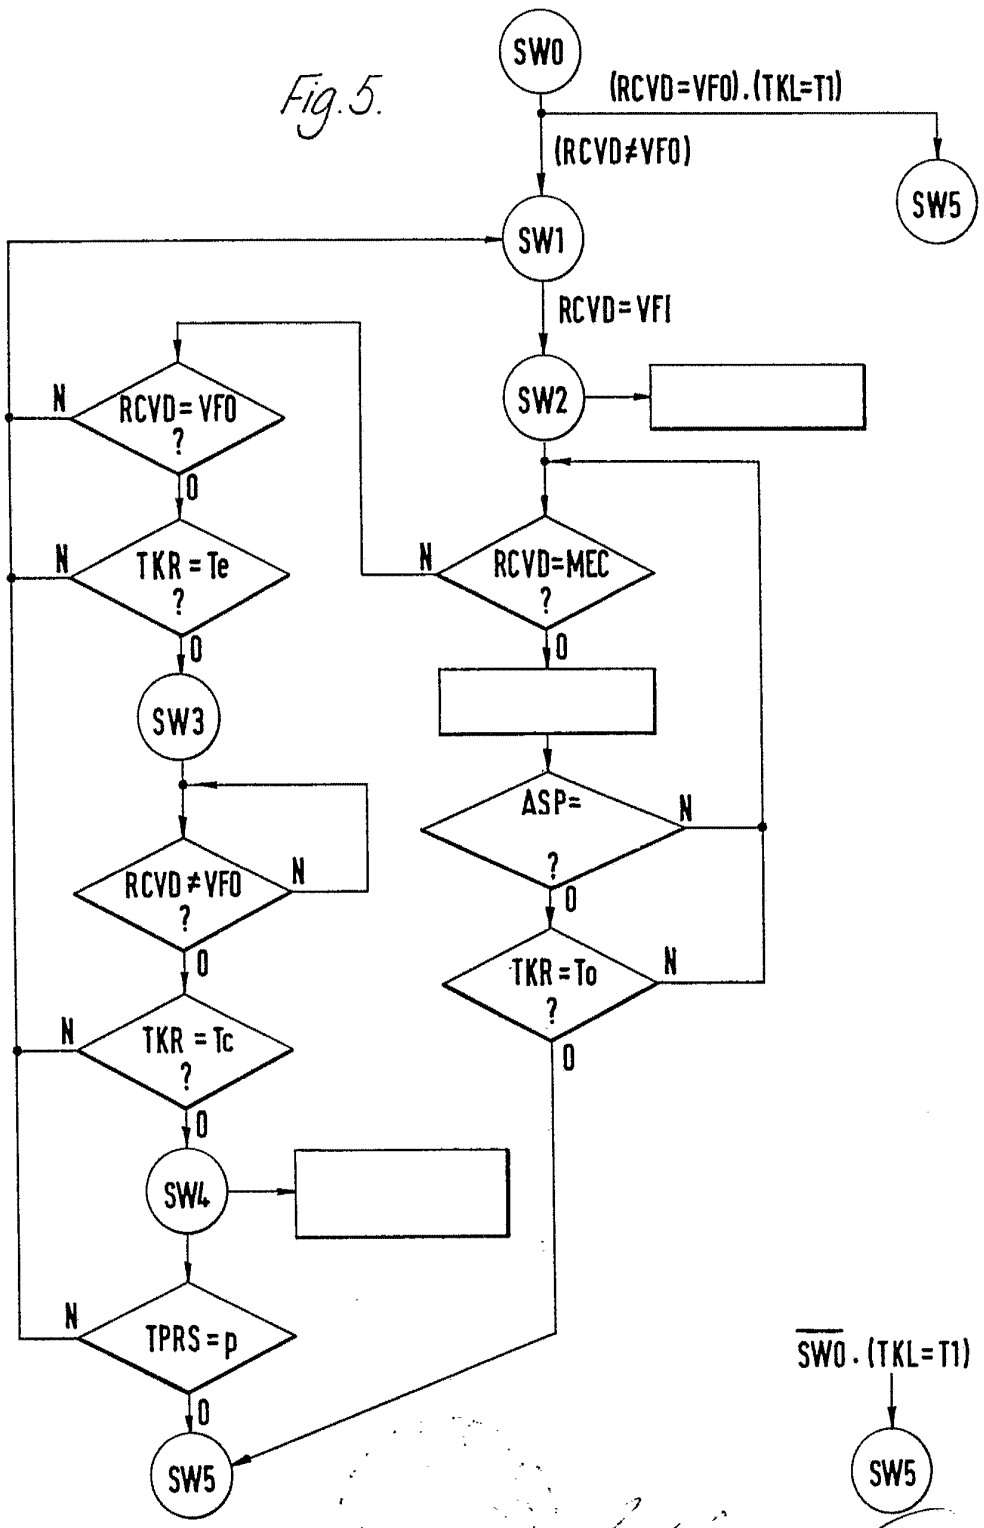 SW0
Fig. 5.
(RCVD=VF0).(TKL=T1)
(RCVD≠VF0)
SW5
SW1
RCVD=VF1
SW2
N
RCVD=VF0
?
0
N
TKR=Te
?
0
N
RCVD=MEC
?
0
SW3
ASP=
?
N
0
RCVD≠VF0
?
N
0
TKR=To
?
N
0
N
TKR=Tc
?
0
SW4
N
TPRS=p
0
SW5
S̅W̅0̅.(TKL=T1)
SW5